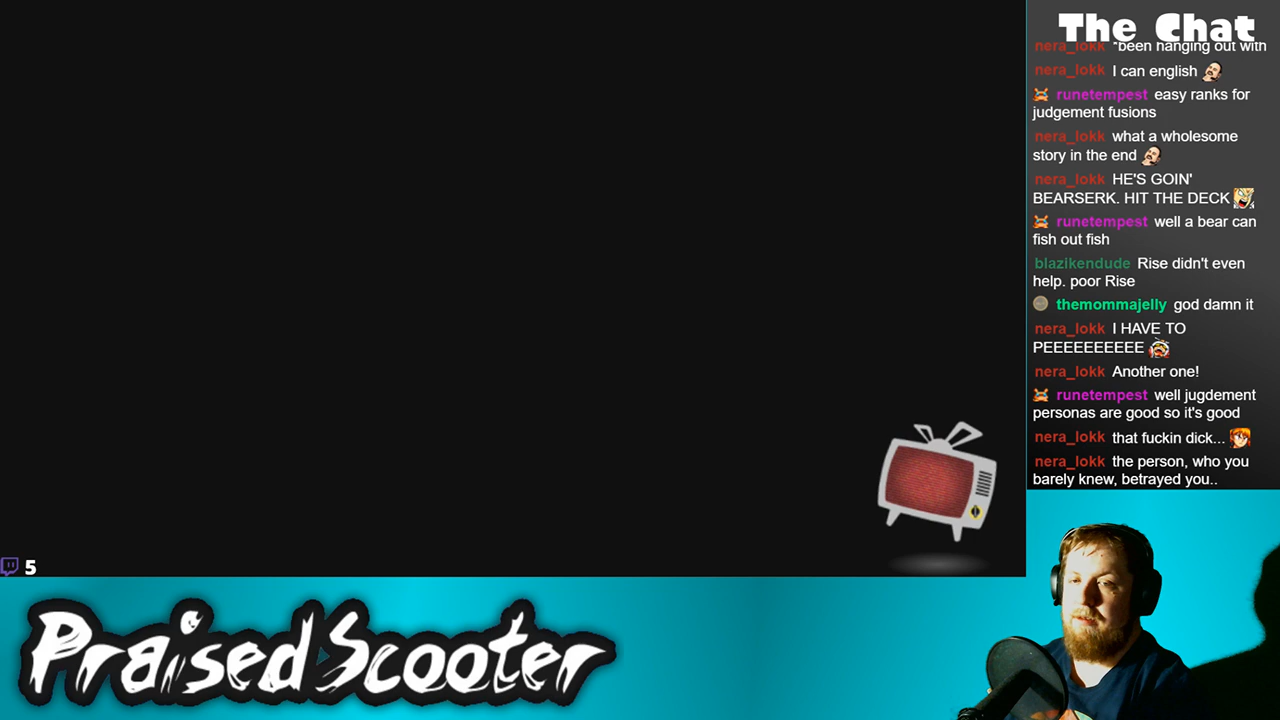 The Chat
nera_lokk *been hanging out with
nera_lokk I can english
runetempest easy ranks for
judgement fusions
nera_lokk what a wholesome
story in the end
nera_lokk HE'S GOIN'
BEARSERK. HIT THE DECK
runetempest well a bear can
fish out fish
blazikendude Rise didn't even
help. poor Rise
themommajelly god damn it
nera_lokk I HAVE TO
PEEEEEEEEEE
nera_lokk Another one!
runetempest well jugdement
personas are good so it's good
nera_lokk that fuckin dick...
nera_lokk the person, who you
barely knew, betrayed you..
5
PraisedScooter